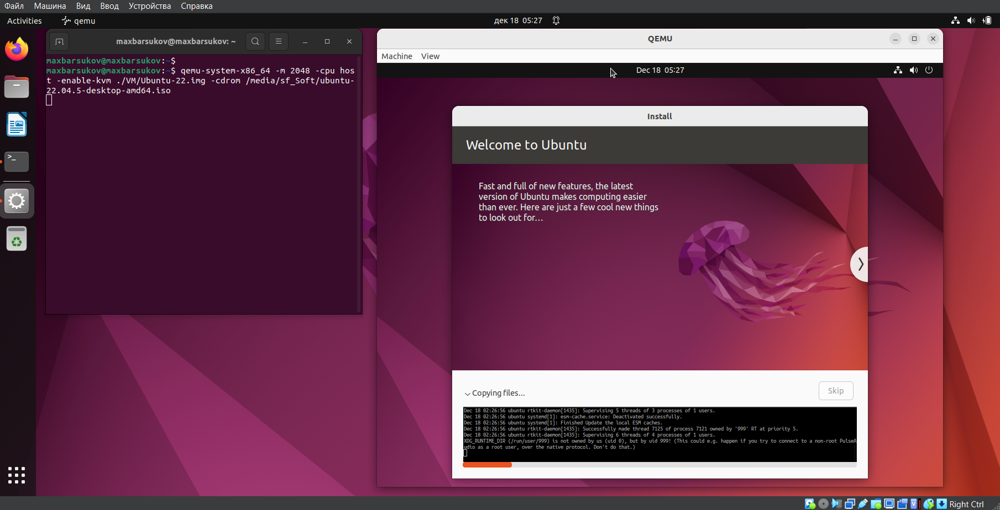 Файл Машина Вид Ввод Устройства Справка
Activities qemu дек 18 05:27
maxbarsukov@maxbarsukov: ~
maxbarsukov@maxbarsukov:~$
maxbarsukov@maxbarsukov:~$ qemu-system-x86_64 -m 2048 -cpu hos
t -enable-kvm ./VM/Ubuntu-22.img -cdrom /media/sf_Soft/ubuntu-
22.04.5-desktop-amd64.iso
QEMU
Machine View
Dec 18 05:27
Install
Welcome to Ubuntu
Fast and full of new features, the latest
version of Ubuntu makes computing easier
than ever. Here are just a few cool new things
to look out for…
Copying files...
Skip
Dec 18 02:26:56 ubuntu rtkit-daemon[1435]: Supervising 5 threads of 3 processes of 1 users.
Dec 18 02:26:56 ubuntu systemd[1]: esm-cache.service: Deactivated successfully.
Dec 18 02:26:56 ubuntu systemd[1]: Finished Update the local ESM caches.
Dec 18 02:26:56 ubuntu rtkit-daemon[1435]: Successfully made thread 7125 of process 7121 owned by '999' RT at priority 5.
Dec 18 02:26:56 ubuntu rtkit-daemon[1435]: Supervising 6 threads of 4 processes of 1 users.
XDG_RUNTIME_DIR (/run/user/999) is not owned by us (uid 0), but by uid 999! (This could e.g. happen if you try to connect to a non-root PulseA
udio as a root user, over the native protocol. Don't do that.)
Right Ctrl